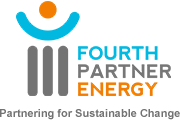 FOURTH
PARTNER
ENERGY
Partnering for Sustainable Change